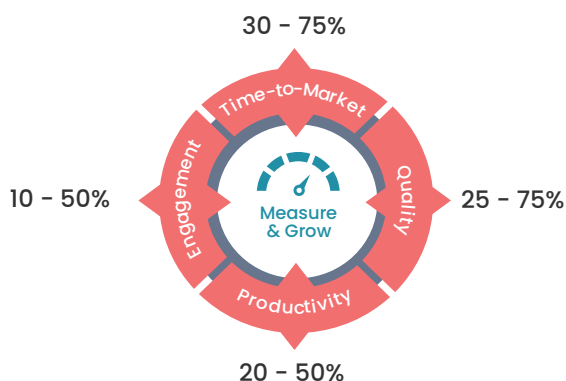 30 - 75%
Time-to-Market
10 - 50%
Engagement
Measure
& Grow
Quality
25 - 75%
Productivity
20 - 50%